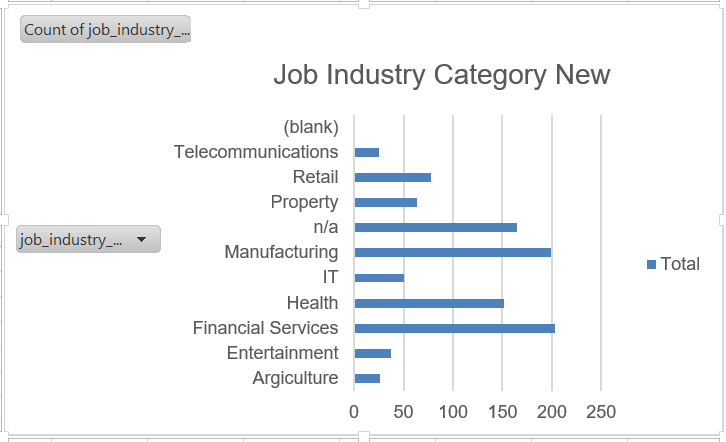 Count of job_industry_...
Job Industry Category New
(blank)
Telecommunications
Retail
Property
n/a
job_industry_...
Manufacturing
IT
Total
Health
Financial Services
Entertainment
Argiculture
0 50 100 150 200 250